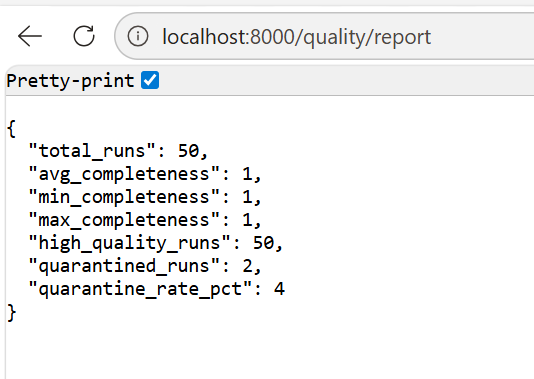 localhost:8000/quality/report
Pretty-print
{
  "total_runs": 50,
  "avg_completeness": 1,
  "min_completeness": 1,
  "max_completeness": 1,
  "high_quality_runs": 50,
  "quarantined_runs": 2,
  "quarantine_rate_pct": 4
}